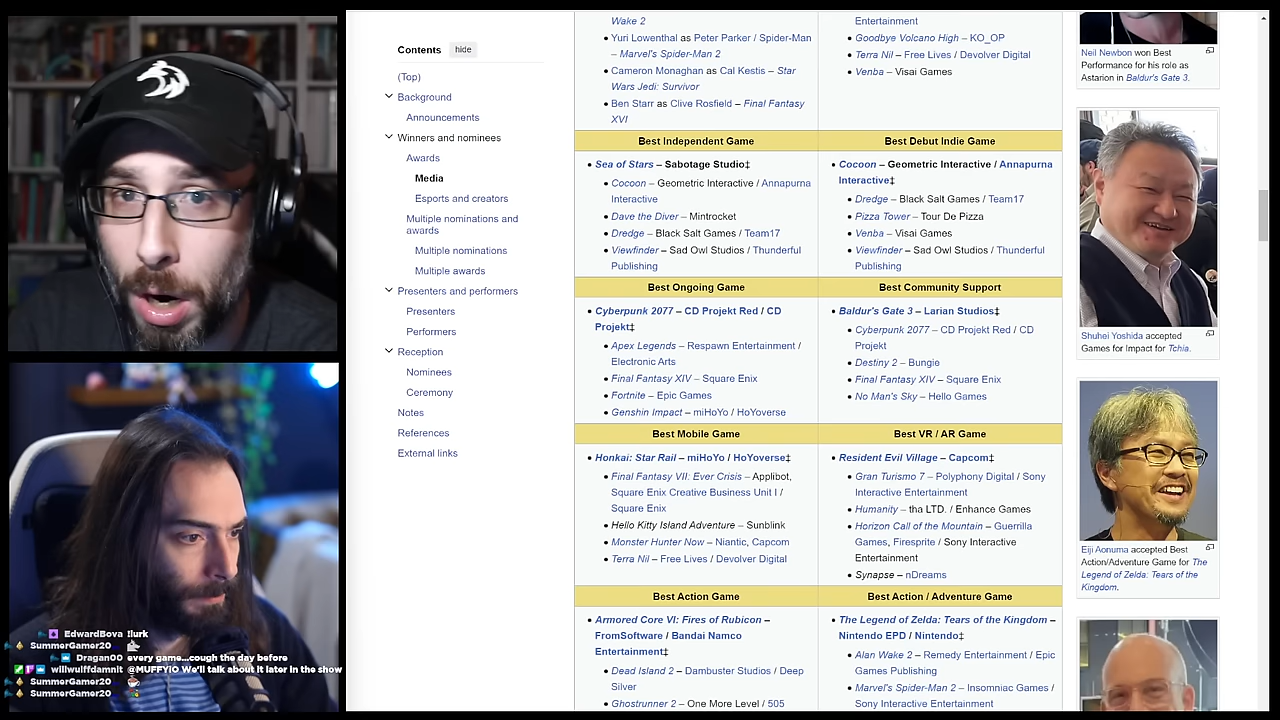 Contents hide
(Top)
Background
Announcements
Winners and nominees
Awards
Media
Esports and creators
Multiple nominations and
awards
Multiple nominations
Multiple awards
Presenters and performers
Presenters
Performers
Reception
Nominees
Ceremony
Notes
References
External links
Wake 2
• Yuri Lowenthal as Peter Parker / Spider-Man
– Marvel's Spider-Man 2
• Cameron Monaghan as Cal Kestis – Star
Wars Jedi: Survivor
• Ben Starr as Clive Rosfield – Final Fantasy
XVI
Entertainment
• Goodbye Volcano High – KO_OP
• Terra Nil – Free Lives / Devolver Digital
• Venba – Visai Games
Best Independent Game
• Sea of Stars – Sabotage Studio‡
• Cocoon – Geometric Interactive / Annapurna
Interactive
• Dave the Diver – Mintrocket
• Dredge – Black Salt Games / Team17
• Viewfinder – Sad Owl Studios / Thunderful
Publishing
Best Debut Indie Game
• Cocoon – Geometric Interactive / Annapurna
Interactive‡
• Dredge – Black Salt Games / Team17
• Pizza Tower – Tour De Pizza
• Venba – Visai Games
• Viewfinder – Sad Owl Studios / Thunderful
Publishing
Best Ongoing Game
• Cyberpunk 2077 – CD Projekt Red / CD
Projekt‡
• Apex Legends – Respawn Entertainment /
Electronic Arts
• Final Fantasy XIV – Square Enix
• Fortnite – Epic Games
• Genshin Impact – miHoYo / HoYoverse
Best Community Support
• Baldur's Gate 3 – Larian Studios‡
• Cyberpunk 2077 – CD Projekt Red / CD
Projekt
• Destiny 2 – Bungie
• Final Fantasy XIV – Square Enix
• No Man's Sky – Hello Games
Best Mobile Game
• Honkai: Star Rail – miHoYo / HoYoverse‡
• Final Fantasy VII: Ever Crisis – Applibot,
Square Enix Creative Business Unit I /
Square Enix
• Hello Kitty Island Adventure – Sunblink
• Monster Hunter Now – Niantic, Capcom
• Terra Nil – Free Lives / Devolver Digital
Best VR / AR Game
• Resident Evil Village – Capcom‡
• Gran Turismo 7 – Polyphony Digital / Sony
Interactive Entertainment
• Humanity – tha LTD. / Enhance Games
• Horizon Call of the Mountain – Guerrilla
Games, Firesprite / Sony Interactive
Entertainment
• Synapse – nDreams
Best Action Game
• Armored Core VI: Fires of Rubicon –
FromSoftware / Bandai Namco
Entertainment‡
• Dead Island 2 – Dambuster Studios / Deep
Silver
• Ghostrunner 2 – One More Level / 505
Best Action / Adventure Game
• The Legend of Zelda: Tears of the Kingdom –
Nintendo EPD / Nintendo‡
• Alan Wake 2 – Remedy Entertainment / Epic
Games Publishing
• Marvel's Spider-Man 2 – Insomniac Games /
Sony Interactive Entertainment
Neil Newbon won Best
Performance for his role as
Astarion in Baldur's Gate 3.
Shuhei Yoshida accepted
Games for Impact for Tchia.
Eiji Aonuma accepted Best
Action/Adventure Game for The
Legend of Zelda: Tears of the
Kingdom.
EdwardBova !lurk
SummerGamer20
Dragan00 every game...cough the day before
willwulfdamnit @MUFFYIO We'll talk about it later in the show
SummerGamer20
SummerGamer20